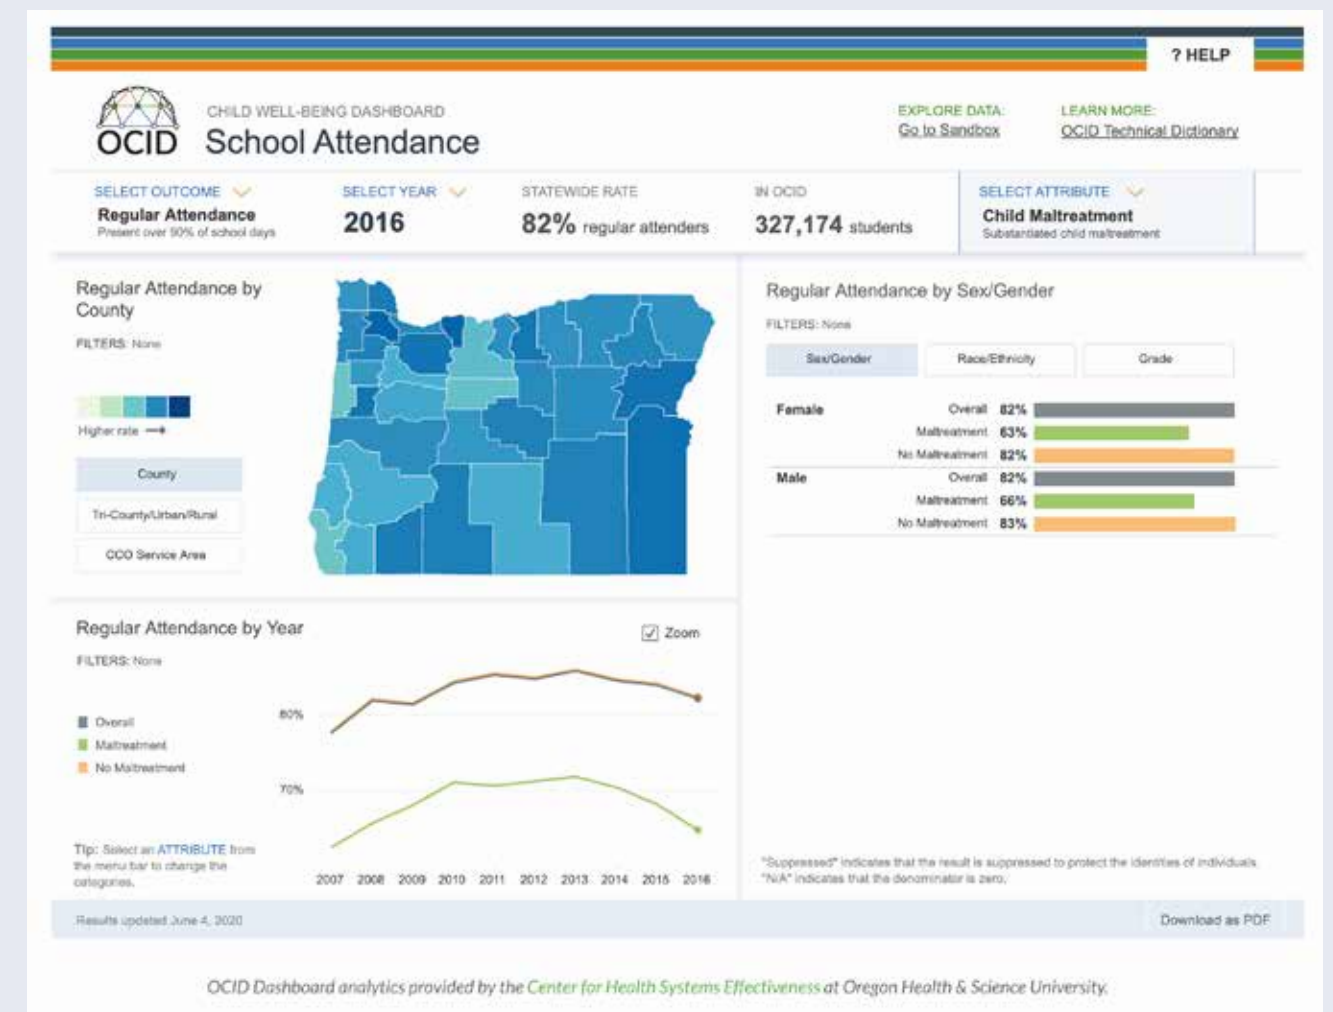 ? HELP
OCID
CHILD WELL-BEING DASHBOARD
School Attendance
EXPLORE DATA:
Go to Sandbox
LEARN MORE:
OCID Technical Dictionary
SELECT OUTCOME
Regular Attendance
Present over 90% of school days
SELECT YEAR
2016
STATEWIDE RATE
82% regular attenders
IN OCID
327,174 students
SELECT ATTRIBUTE
Child Maltreatment
Substantiated child maltreatment
Regular Attendance by
County
FILTERS: None
Higher rate
County
Tri-County/Urban/Rural
CCO Service Area
Regular Attendance by Sex/Gender
FILTERS: None
Sex/Gender Race/Ethnicity Grade
Female Overall 82%
Maltreatment 63%
No Maltreatment 82%
Male Overall 82%
Maltreatment 66%
No Maltreatment 83%
Regular Attendance by Year
Zoom
FILTERS: None
Overall
Maltreatment
No Maltreatment
80%
70%
2007 2008 2009 2010 2011 2012 2013 2014 2015 2016
Tip: Select an ATTRIBUTE from
the menu bar to change the
categories.
"Suppressed" indicates that the result is suppressed to protect the identities of individuals.
"N/A" indicates that the denominator is zero.
Results updated June 4, 2020
Download as PDF
OCID Dashboard analytics provided by the Center for Health Systems Effectiveness at Oregon Health & Science University.